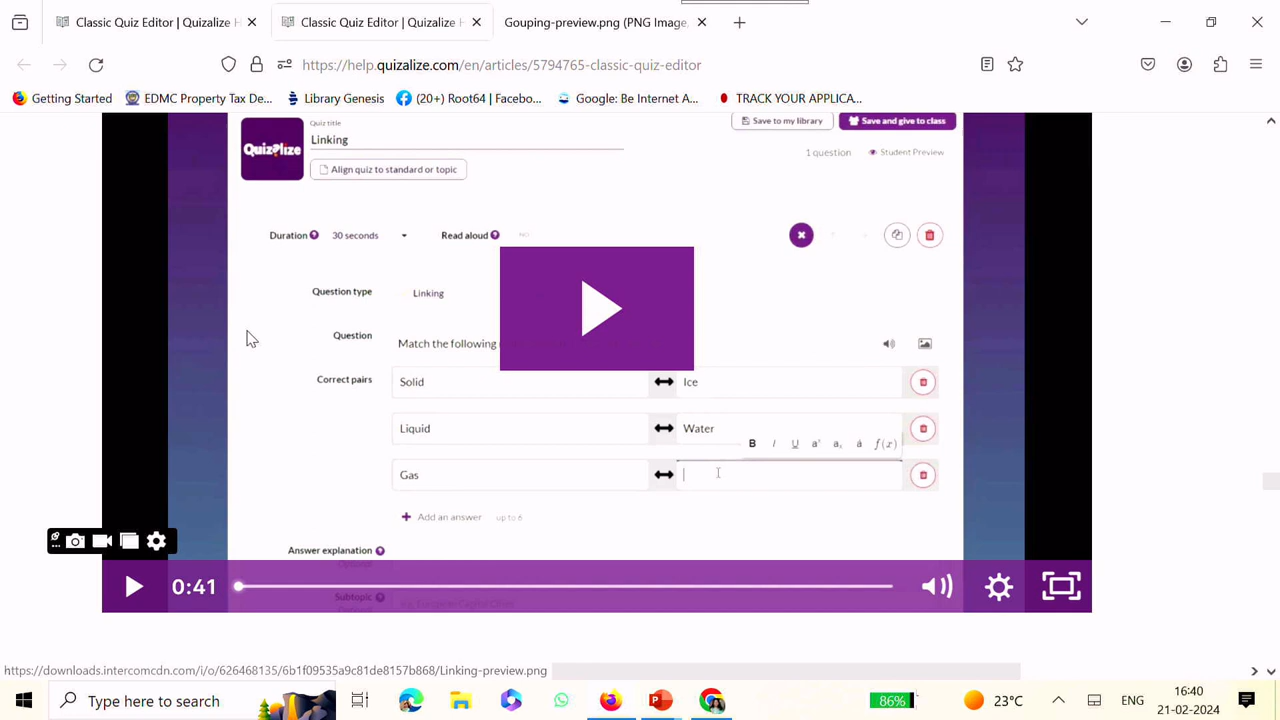 Classic Quiz Editor | Quizalize H
Classic Quiz Editor | Quizalize H
Gouping-preview.png (PNG Image,
https://help.quizalize.com/en/articles/5794765-classic-quiz-editor
Getting Started
EDMC Property Tax De...
Library Genesis
(20+) Root64 | Facebo...
Google: Be Internet A...
TRACK YOUR APPLICA...
Quizalize
Quiz title
Linking
Align quiz to standard or topic
Save to my library
Save and give to class
1 question
Student Preview
Duration
30 seconds
Read aloud
NO
Question type
Linking
Question
Match the following
Correct pairs
Solid
Ice
Liquid
Water
B I U aˣ aₓ á f(x)
Gas
Add an answer up to 6
Answer explanation
Optional
0:41
Subtopic
Optional
https://downloads.intercomcdn.com/i/o/626468135/6b1f09535a9c81de8157b868/Linking-preview.png
Type here to search
86%
23°C
ENG
16:40
21-02-2024